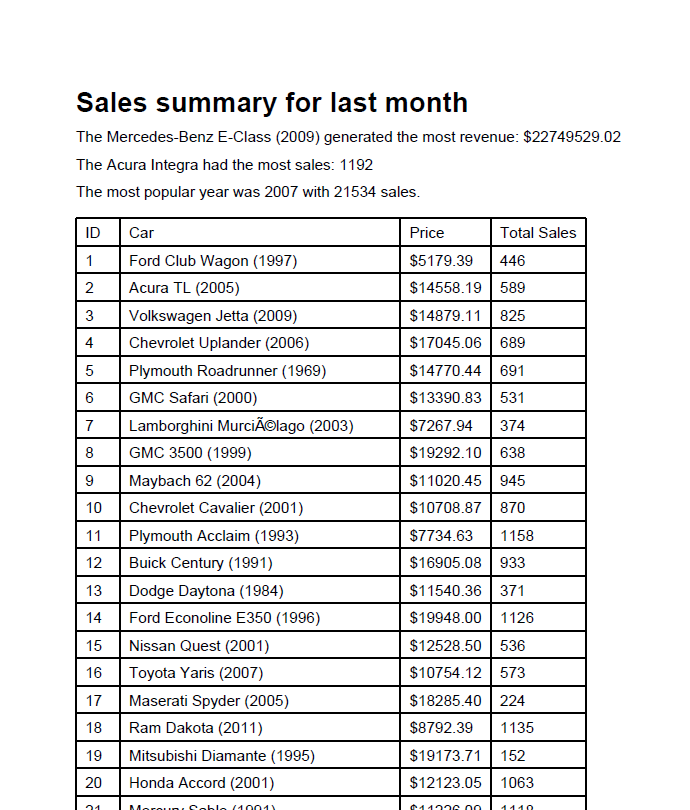 Sales summary for last month
The Mercedes-Benz E-Class (2009) generated the most revenue: $22749529.02
The Acura Integra had the most sales: 1192
The most popular year was 2007 with 21534 sales.
ID Car Price Total Sales
1 Ford Club Wagon (1997) $5179.39 446
2 Acura TL (2005) $14558.19 589
3 Volkswagen Jetta (2009) $14879.11 825
4 Chevrolet Uplander (2006) $17045.06 689
5 Plymouth Roadrunner (1969) $14770.44 691
6 GMC Safari (2000) $13390.83 531
7 Lamborghini MurciÃ©lago (2003) $7267.94 374
8 GMC 3500 (1999) $19292.10 638
9 Maybach 62 (2004) $11020.45 945
10 Chevrolet Cavalier (2001) $10708.87 870
11 Plymouth Acclaim (1993) $7734.63 1158
12 Buick Century (1991) $16905.08 933
13 Dodge Daytona (1984) $11540.36 371
14 Ford Econoline E350 (1996) $19948.00 1126
15 Nissan Quest (2001) $12528.50 536
16 Toyota Yaris (2007) $10754.12 573
17 Maserati Spyder (2005) $18285.40 224
18 Ram Dakota (2011) $8792.39 1135
19 Mitsubishi Diamante (1995) $19173.71 152
20 Honda Accord (2001) $12123.05 1063
21 Mercury Sable (1991)